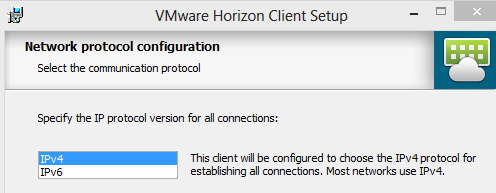 VMware Horizon Client Setup
Network protocol configuration
Select the communication protocol
Specify the IP protocol version for all connections:
IPv4
IPv6
This client will be configured to choose the IPv4 protocol for
establishing all connections. Most networks use IPv4.